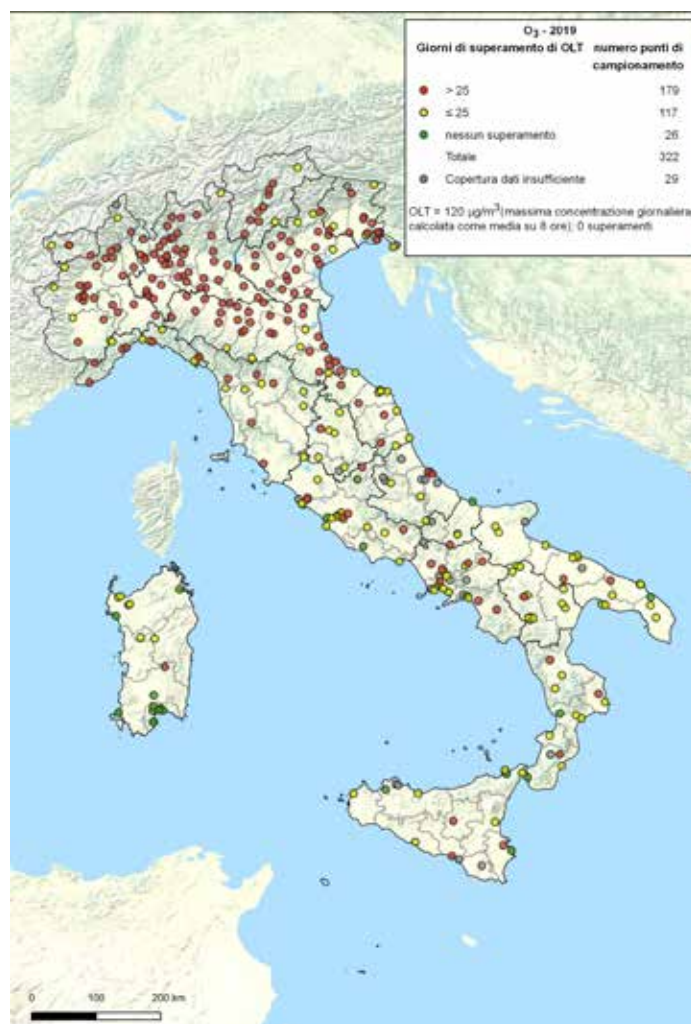 O3 - 2019
Giorni di superamento di OLT numero punti di campionamento
> 25 179
≤ 25 117
nessun superamento 26
Totale 322
Copertura dati insufficiente 29
OLT = 120 µg/m³ (massima concentrazione giornaliera
calcolata come media su 8 ore); 0 superamenti
0 100 200 km